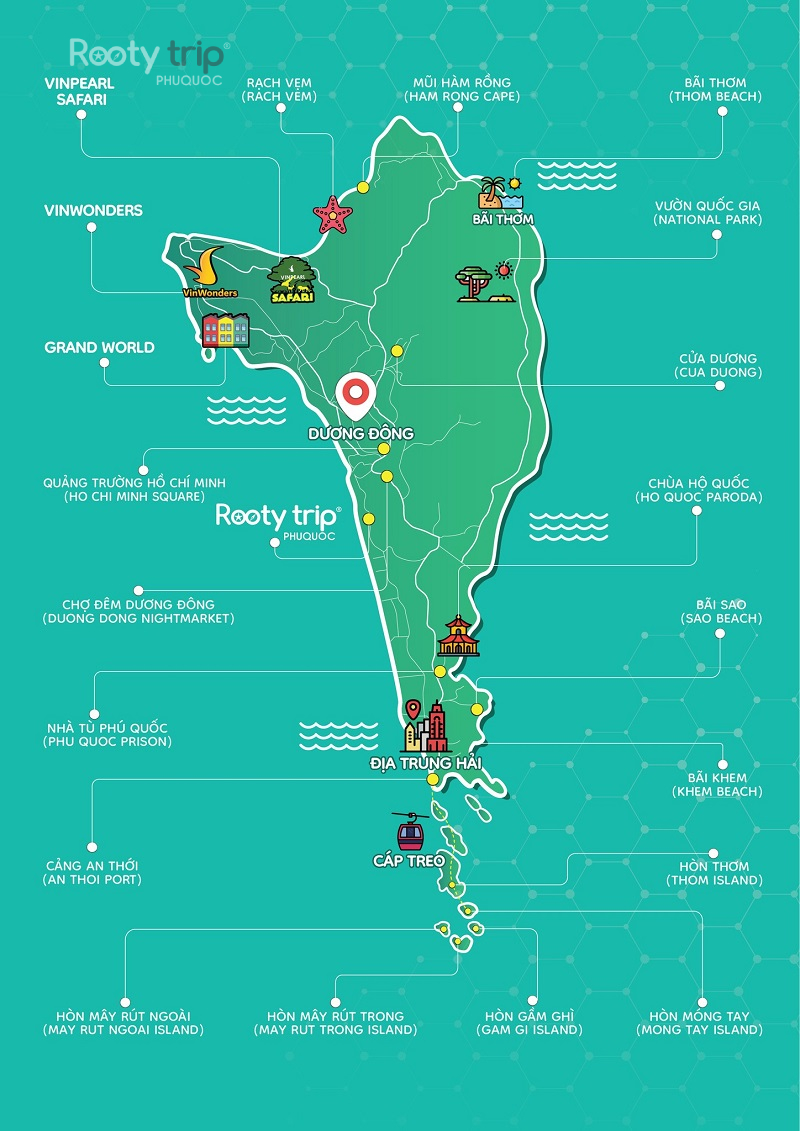 Rooty trip®
PHUQUOC
VINPEARL
SAFARI
RẠCH VẸM
(RACH VEM)
MŨI HÀM RỒNG
(HAM RONG CAPE)
BÃI THƠM
(THOM BEACH)
VINWONDERS
BÃI THƠM
VƯỜN QUỐC GIA
(NATIONAL PARK)
VinWonders
VINPEARL
SAFARI
GRAND WORLD
CỬA DƯƠNG
(CUA DUONG)
DƯƠNG ĐÔNG
QUẢNG TRƯỜNG HỒ CHÍ MINH
(HO CHI MINH SQUARE)
CHÙA HỘ QUỐC
(HO QUOC PARODA)
Rooty trip®
PHUQUOC
CHỢ ĐÊM DƯƠNG ĐÔNG
(DUONG DONG NIGHTMARKET)
BÃI SAO
(SAO BEACH)
NHÀ TÙ PHÚ QUỐC
(PHU QUOC PRISON)
ĐỊA TRUNG HẢI
BÃI KHEM
(KHEM BEACH)
CẢNG AN THỚI
(AN THOI PORT)
CÁP TREO
HÒN THƠM
(THOM ISLAND)
HÒN MÂY RÚT NGOÀI
(MAY RUT NGOAI ISLAND)
HÒN MÂY RÚT TRONG
(MAY RUT TRONG ISLAND)
HÒN GẦM GHÌ
(GAM GI ISLAND)
HÒN MÓNG TAY
(MONG TAY ISLAND)